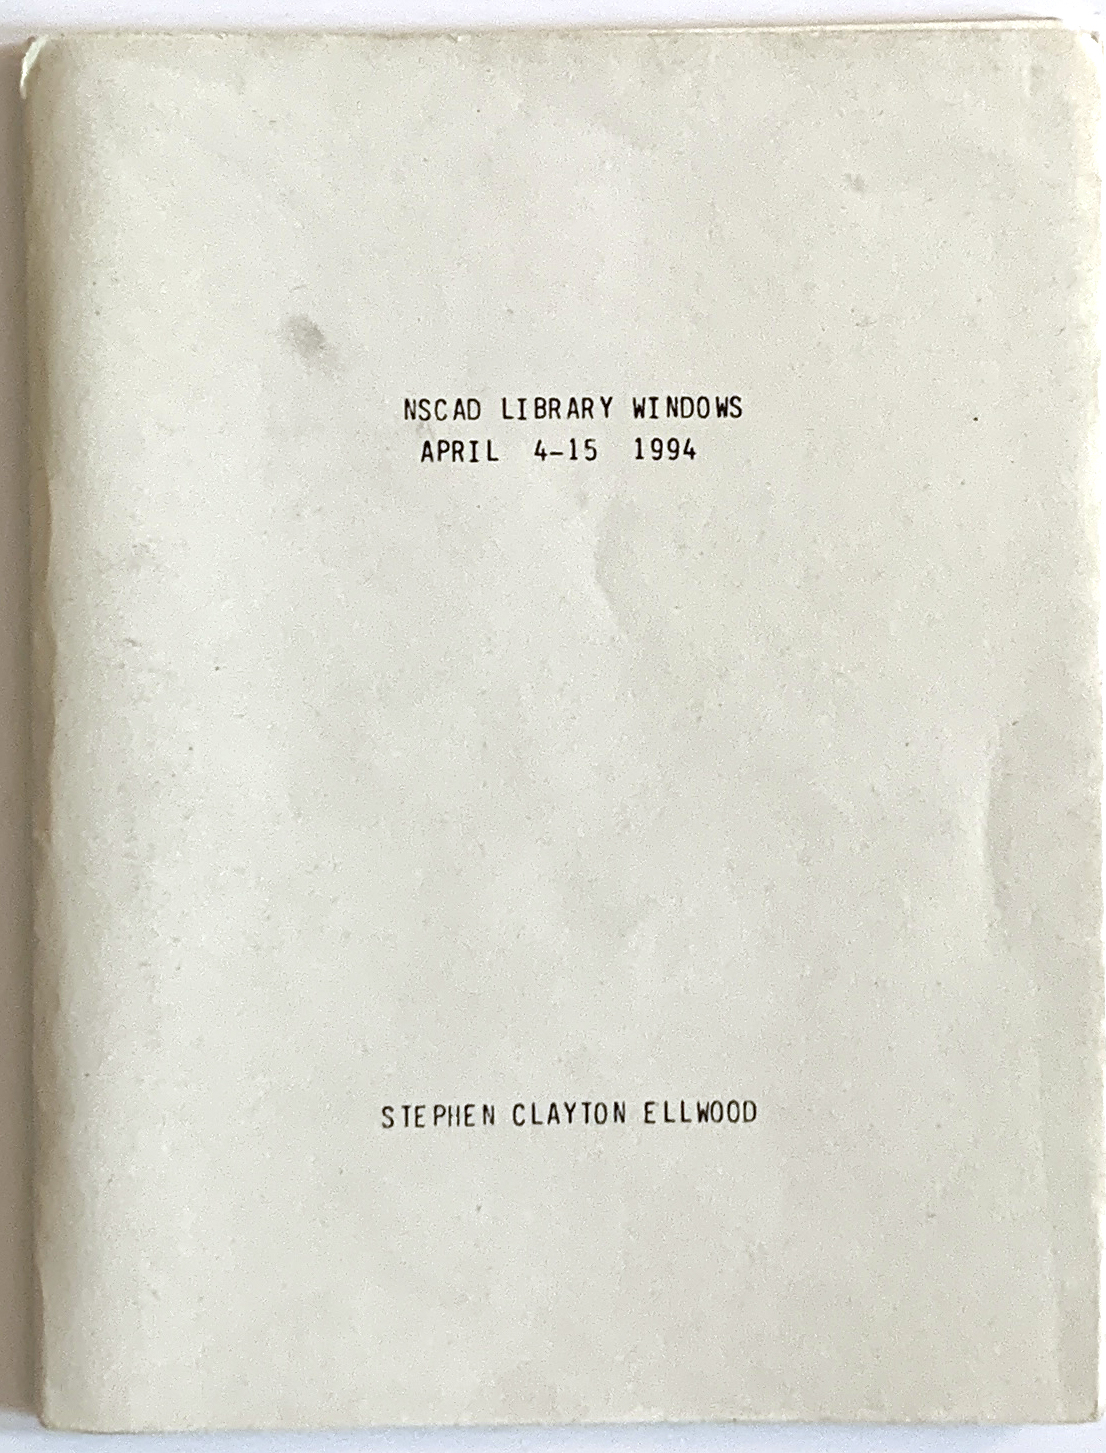 NSCAD LIBRARY WINDOWS
APRIL 4-15 1994
STEPHEN CLAYTON ELLWOOD